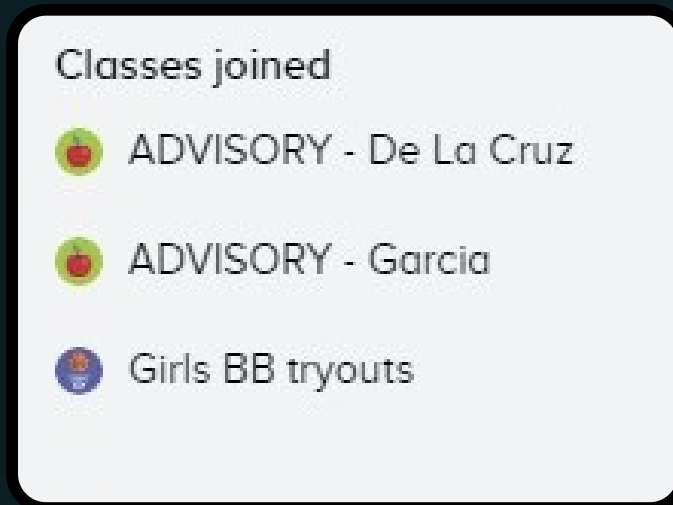 Classes joined
ADVISORY - De La Cruz
ADVISORY - Garcia
Girls BB tryouts